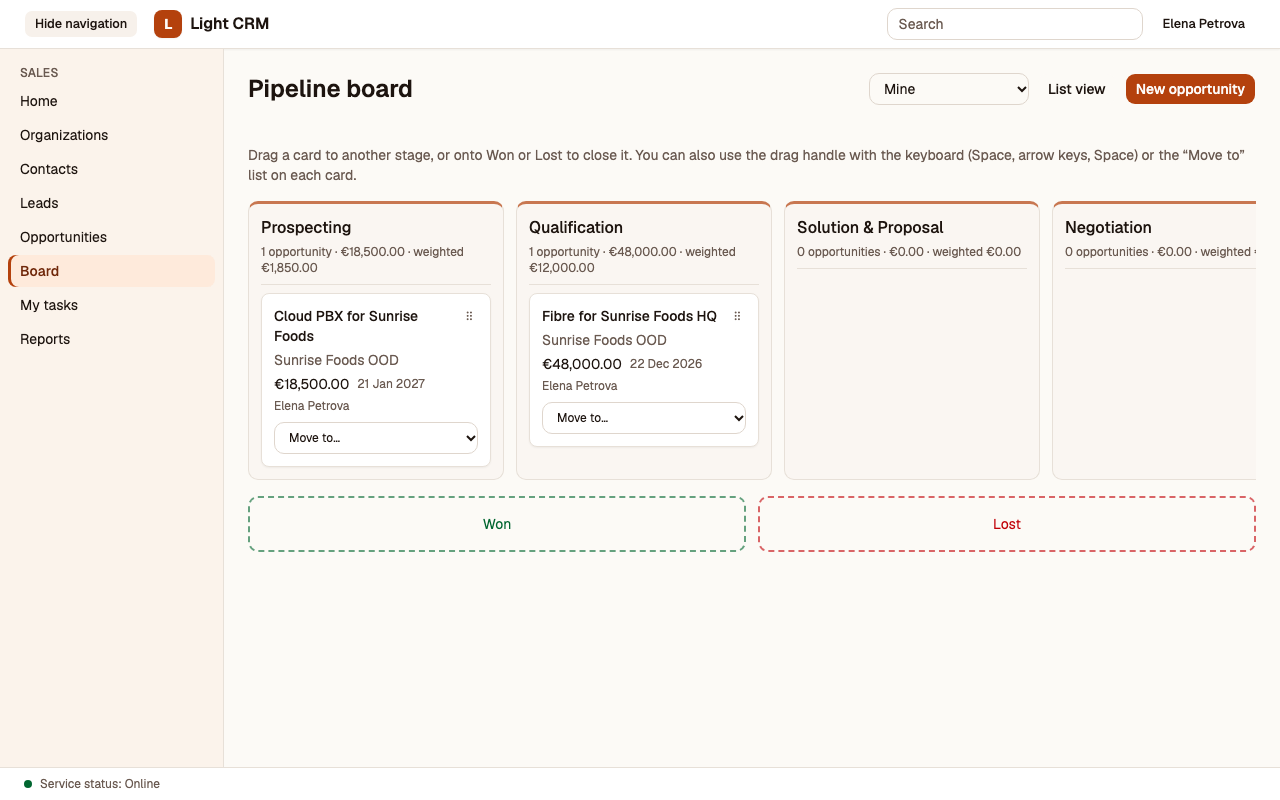 Hide navigation
L
Light CRM
Search
Elena Petrova
SALES
Home
Organizations
Contacts
Leads
Opportunities
Board
My tasks
Reports
Pipeline board
Mine
List view
New opportunity
Drag a card to another stage, or onto Won or Lost to close it. You can also use the drag handle with the keyboard (Space, arrow keys, Space) or the “Move to”
list on each card.
Prospecting
1 opportunity · €18,500.00 · weighted
€1,850.00
Cloud PBX for Sunrise
Foods
Sunrise Foods OOD
€18,500.00 21 Jan 2027
Elena Petrova
Move to…
Qualification
1 opportunity · €48,000.00 · weighted
€12,000.00
Fibre for Sunrise Foods HQ
Sunrise Foods OOD
€48,000.00 22 Dec 2026
Elena Petrova
Move to…
Solution & Proposal
0 opportunities · €0.00 · weighted €0.00
Negotiation
0 opportunities · €0.00 · weighted
Won
Lost
Service status: Online